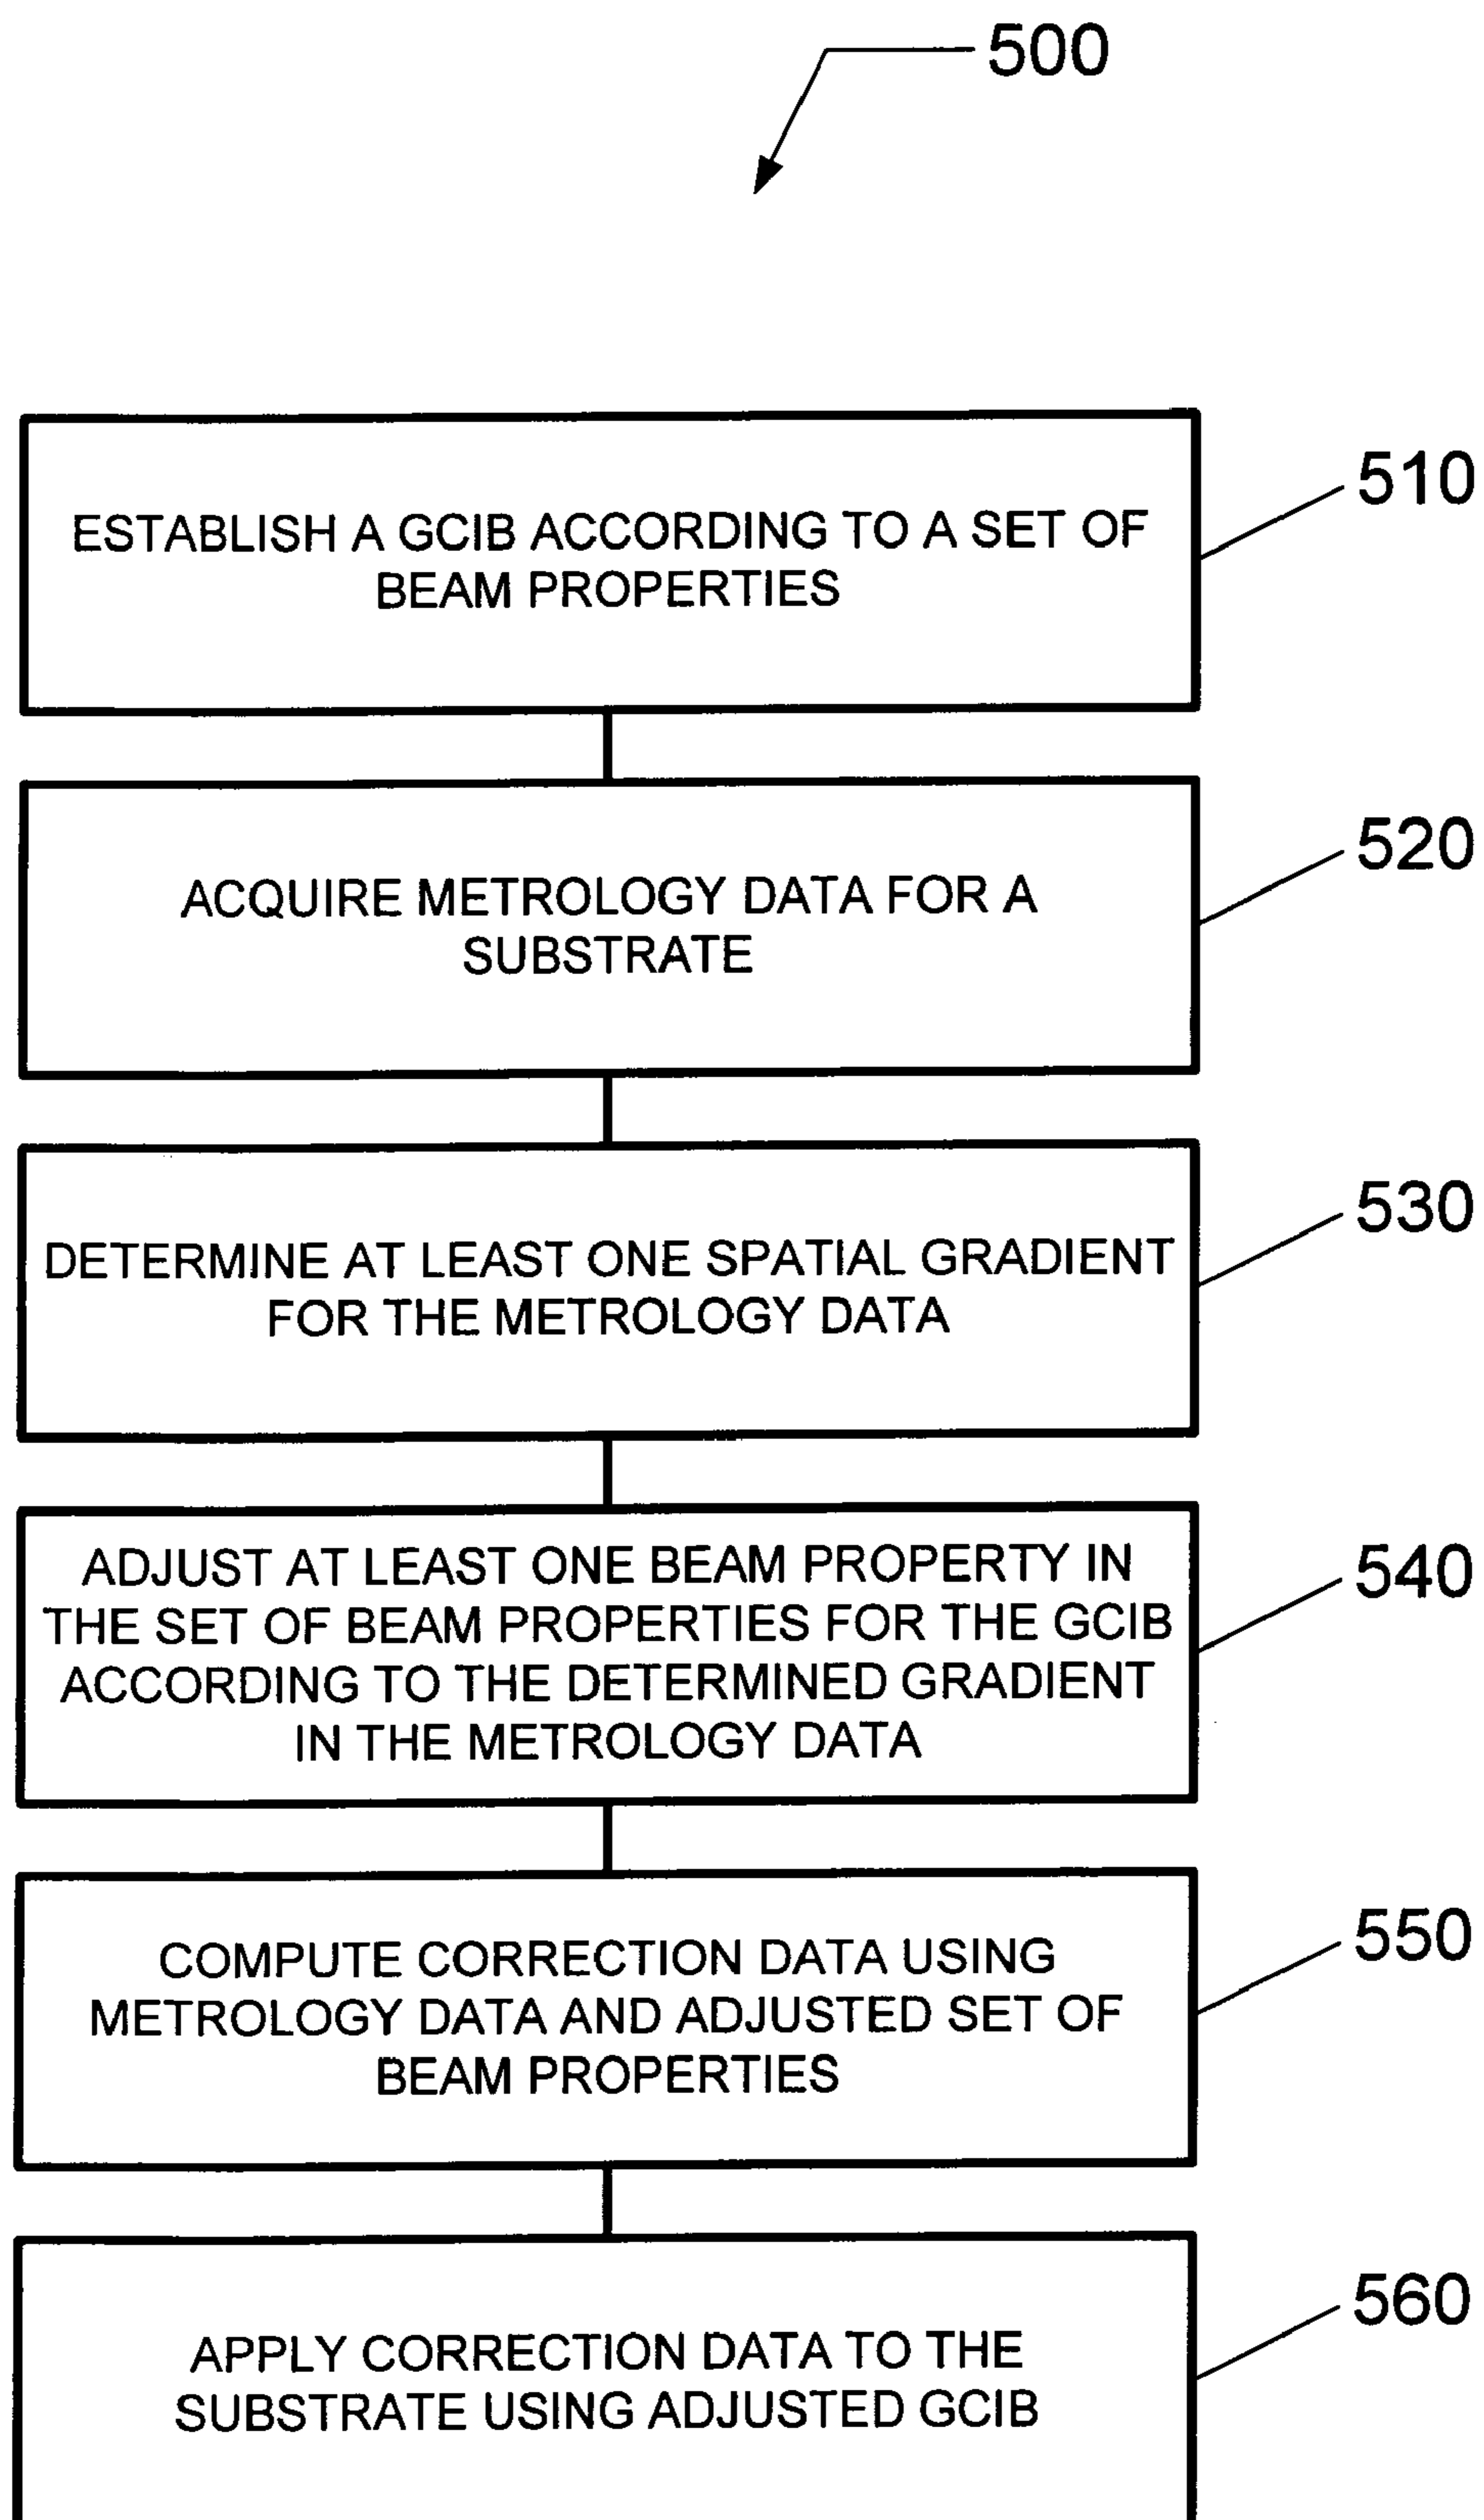 500
510
ESTABLISH A GCIB ACCORDING TO A SET OF
BEAM PROPERTIES
520
ACQUIRE METROLOGY DATA FOR A
SUBSTRATE
530
DETERMINE AT LEAST ONE SPATIAL GRADIENT
FOR THE METROLOGY DATA
540
ADJUST AT LEAST ONE BEAM PROPERTY IN
THE SET OF BEAM PROPERTIES FOR THE GCIB
ACCORDING TO THE DETERMINED GRADIENT
IN THE METROLOGY DATA
550
COMPUTE CORRECTION DATA USING
METROLOGY DATA AND ADJUSTED SET OF
BEAM PROPERTIES
560
APPLY CORRECTION DATA TO THE
SUBSTRATE USING ADJUSTED GCIB